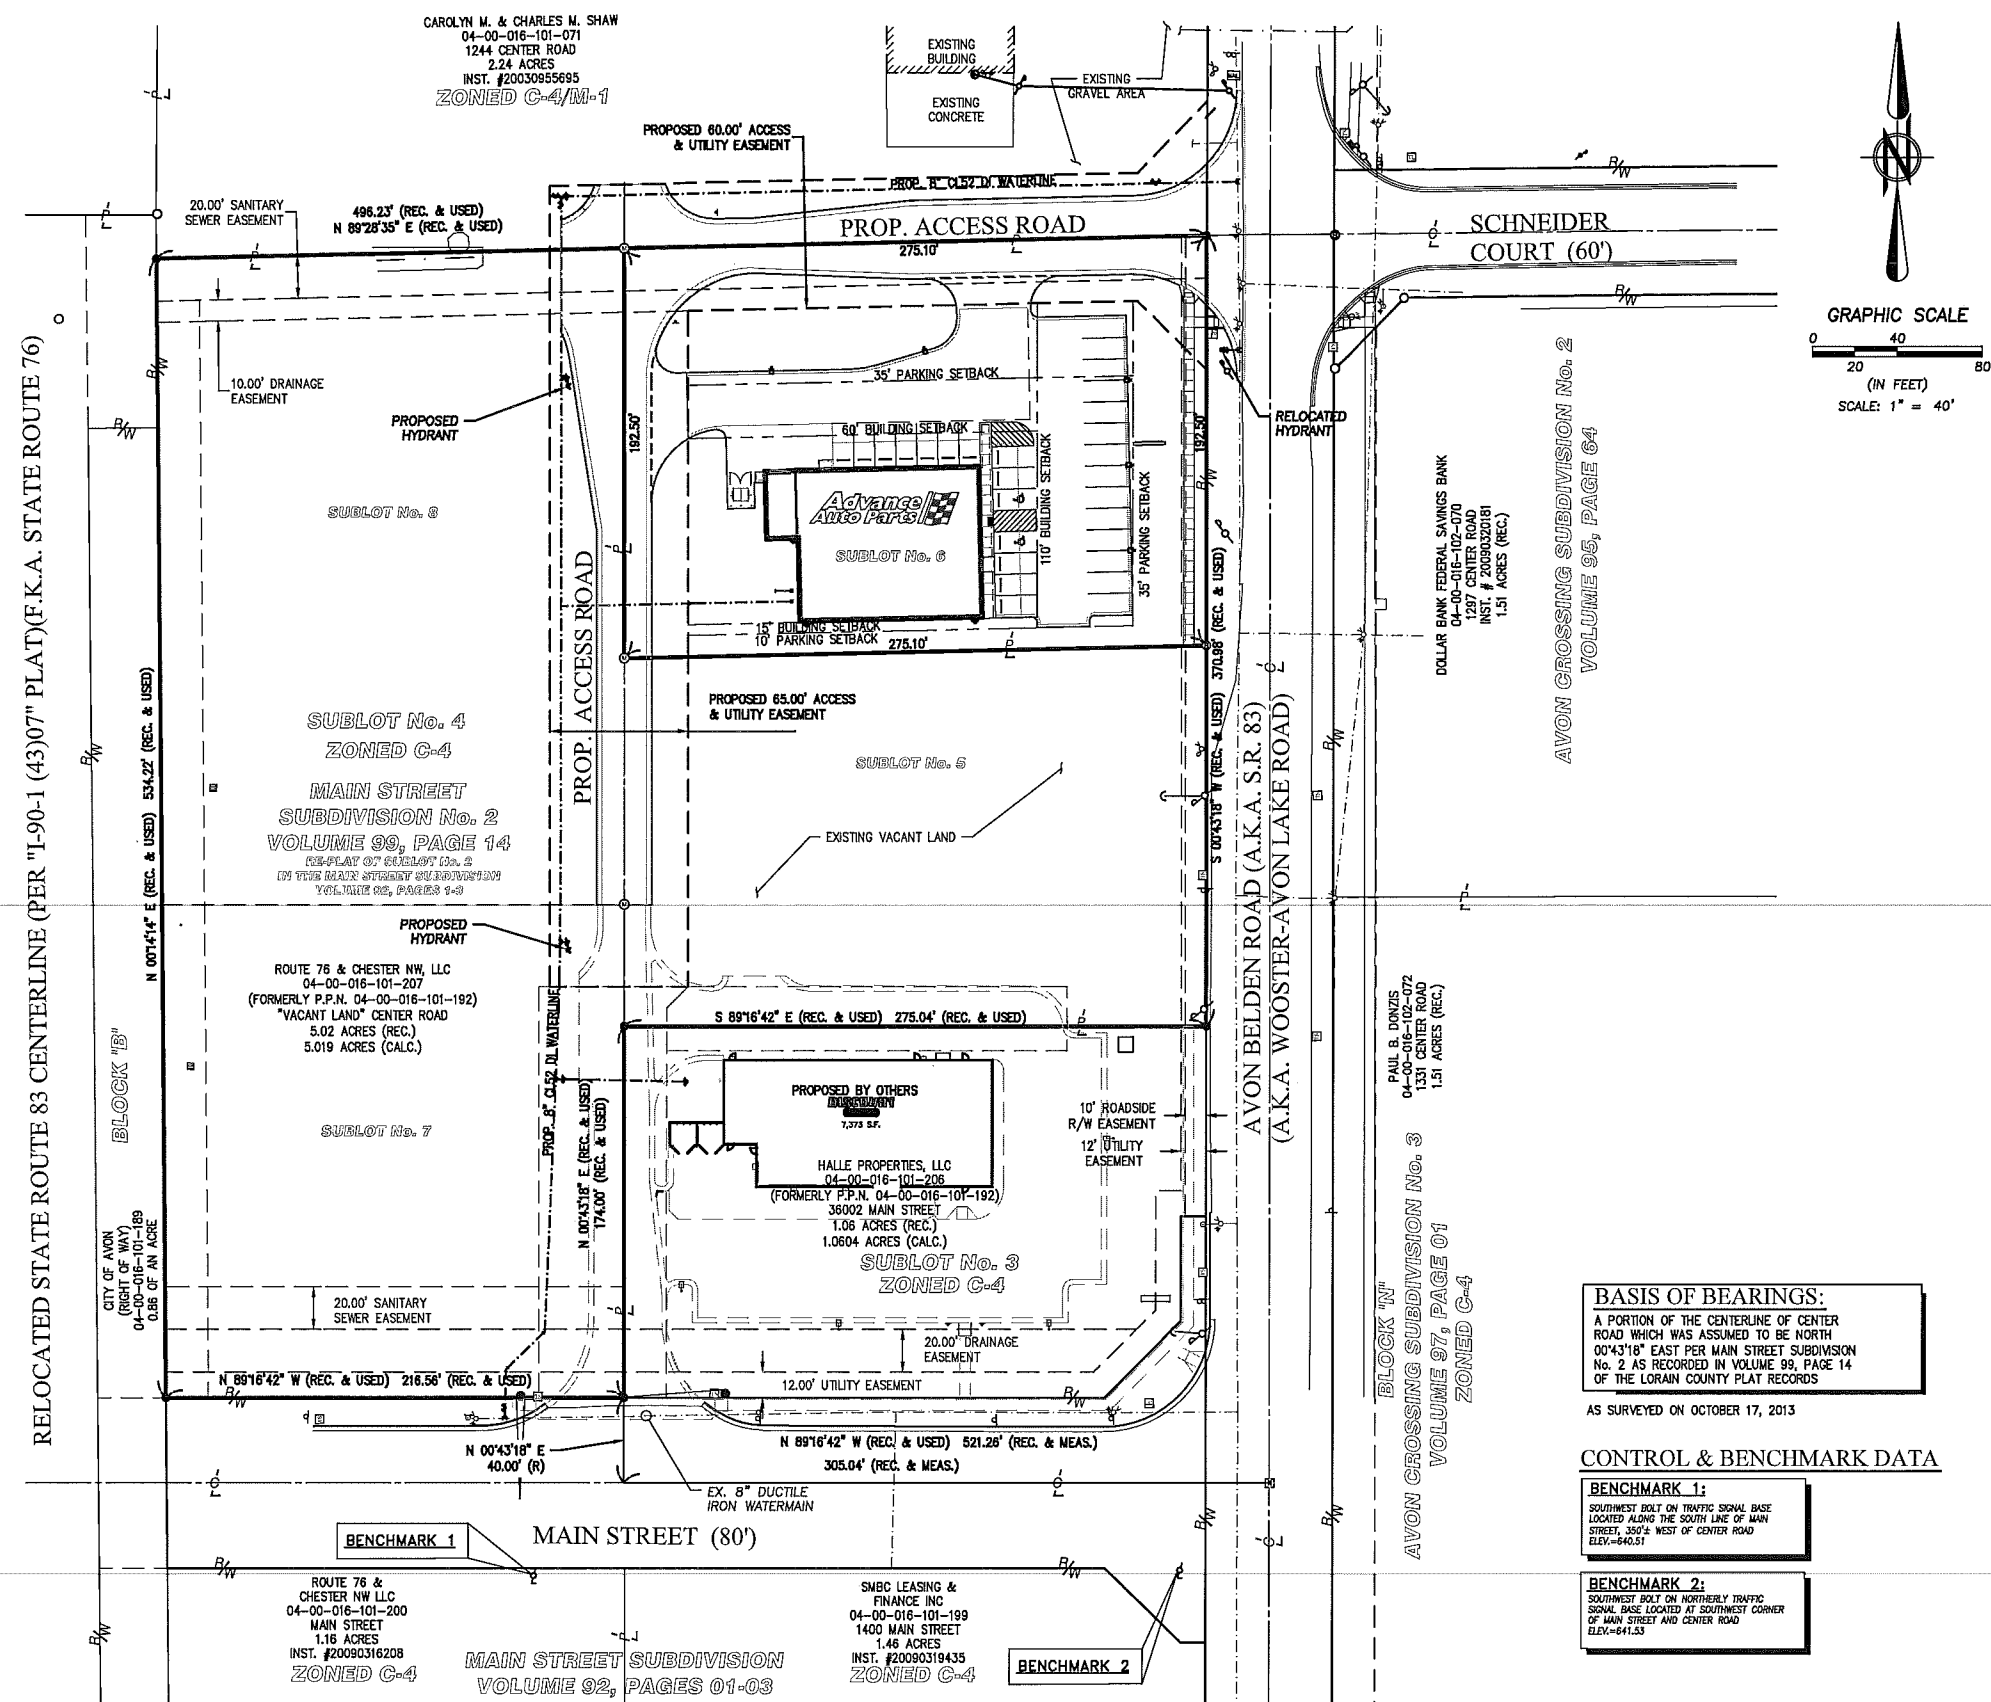 CAROLYN M. & CHARLES M. SHAW
04-00-016-101-071
1244 CENTER ROAD
2.24 ACRES
INST. #20030955695
ZONED C-4/M-1
EXISTING
BUILDING
EXISTING
CONCRETE
EXISTING
GRAVEL AREA
PROPOSED 60.00' ACCESS
& UTILITY EASEMENT
PROP. 8" CL52 DI WATERLINE
20.00' SANITARY
SEWER EASEMENT
496.23' (REC. & USED)
N 89°28'35" E (REC. & USED)
PROP. ACCESS ROAD
275.10'
SCHNEIDER
COURT (60')
R/W
R/W
GRAPHIC SCALE
0 40
20 80
(IN FEET)
SCALE: 1" = 40'
10.00' DRAINAGE
EASEMENT
R/W
R/W
PROPOSED
HYDRANT
192.50'
35' PARKING SETBACK
60' BUILDING SETBACK
110' BUILDING SETBACK
35' PARKING SETBACK
192.50'
R/W
RELOCATED
HYDRANT
Advance
Auto Parts
SUBLOT No. 6
SUBLOT No. 8
15' BUILDING SETBACK
10' PARKING SETBACK
275.10'
PROP. ACCESS ROAD
DOLLAR BANK FEDERAL SAVINGS BANK
04-00-016-102-070
1297 CENTER ROAD
INST. # 20090320181
1.51 ACRES (REC.)
AVON CROSSING SUBDIVISION No. 2
VOLUME 95, PAGE 64
RELOCATED STATE ROUTE 83 CENTERLINE (PER "I-90-1 (43)07" PLAT)(F.K.A. STATE ROUTE 76)
N 00°14'14" E (REC. & USED) 534.22' (REC. & USED)
R/W
SUBLOT No. 4
ZONED C-4
MAIN STREET
SUBDIVISION No. 2
VOLUME 99, PAGE 14
RE-PLAT OF SUBLOT No. 2
IN THE MAIN STREET SUBDIVISION
VOLUME 92, PAGES 1-3
PROPOSED 65.00' ACCESS
& UTILITY EASEMENT
SUBLOT No. 5
EXISTING VACANT LAND
S 00°43'18" W (REC. & USED) 370.98' (REC. & USED)
AVON BELDEN ROAD (A.K.A. S.R. 83)
(A.K.A. WOOSTER-AVON LAKE ROAD)
R/W
PROPOSED
HYDRANT
ROUTE 76 & CHESTER NW, LLC
04-00-016-101-207
(FORMERLY P.P.N. 04-00-016-101-192)
"VACANT LAND" CENTER ROAD
5.02 ACRES (REC.)
5.019 ACRES (CALC.)
PROP. 8" CL52 DI WATERLINE
S 89°16'42" E (REC. & USED) 275.04' (REC. & USED)
N 00°43'18" E (REC. & USED)
174.00' (REC. & USED)
PROPOSED BY OTHERS
DISCOUNT
7,373 S.F.
HALLE PROPERTIES, LLC
04-00-016-101-206
(FORMERLY P.P.N. 04-00-016-101-192)
36002 MAIN STREET
1.06 ACRES (REC.)
1.0604 ACRES (CALC.)
SUBLOT No. 3
ZONED C-4
10' ROADSIDE
R/W EASEMENT
12' UTILITY
EASEMENT
PAUL B. DONZIS
04-00-016-102-072
1331 CENTER ROAD
1.51 ACRES (REC.)
BLOCK "B"
SUBLOT No. 7
CITY OF AVON
(RIGHT OF WAY)
04-00-016-101-189
0.86 OF AN ACRE
20.00' SANITARY
SEWER EASEMENT
20.00' DRAINAGE
EASEMENT
12.00' UTILITY EASEMENT
N 89°16'42" W (REC. & USED) 216.56' (REC. & USED)
R/W
R/W
BLOCK "N"
AVON CROSSING SUBDIVISION No. 3
VOLUME 97, PAGE 01
ZONED C-4
BASIS OF BEARINGS:
A PORTION OF THE CENTERLINE OF CENTER
ROAD WHICH WAS ASSUMED TO BE NORTH
00°43'18" EAST PER MAIN STREET SUBDIVISION
No. 2 AS RECORDED IN VOLUME 99, PAGE 14
OF THE LORAIN COUNTY PLAT RECORDS
AS SURVEYED ON OCTOBER 17, 2013
N 00°43'18" E
40.00' (R)
N 89°16'42" W (REC. & USED) 521.26' (REC. & MEAS.)
305.04' (REC. & MEAS.)
EX. 8" DUCTILE
IRON WATERMAIN
CONTROL & BENCHMARK DATA
BENCHMARK 1:
SOUTHWEST BOLT ON TRAFFIC SIGNAL BASE
LOCATED ALONG THE SOUTH LINE OF MAIN
STREET, 350'± WEST OF CENTER ROAD
ELEV.=640.51
BENCHMARK 2:
SOUTHWEST BOLT ON NORTHERLY TRAFFIC
SIGNAL BASE LOCATED AT SOUTHWEST CORNER
OF MAIN STREET AND CENTER ROAD
ELEV.=641.53
BENCHMARK 1
MAIN STREET (80')
R/W
R/W
R/W
R/W
R/W
ROUTE 76 &
CHESTER NW LLC
04-00-016-101-200
MAIN STREET
1.16 ACRES
INST. #20090316208
ZONED C-4
MAIN STREET SUBDIVISION
VOLUME 92, PAGES 01-03
SMBC LEASING &
FINANCE INC
04-00-016-101-199
1400 MAIN STREET
1.46 ACRES
INST. #20090319435
ZONED C-4
BENCHMARK 2